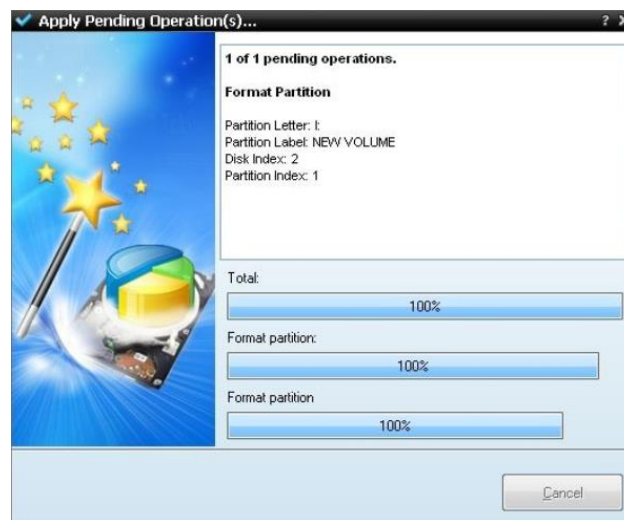 Apply Pending Operation(s)...
? X
1 of 1 pending operations.
Format Partition
Partition Letter: I:
Partition Label: NEW VOLUME
Disk Index: 2
Partition Index: 1
Total:
100%
Format partition:
100%
Format partition
100%
Cancel